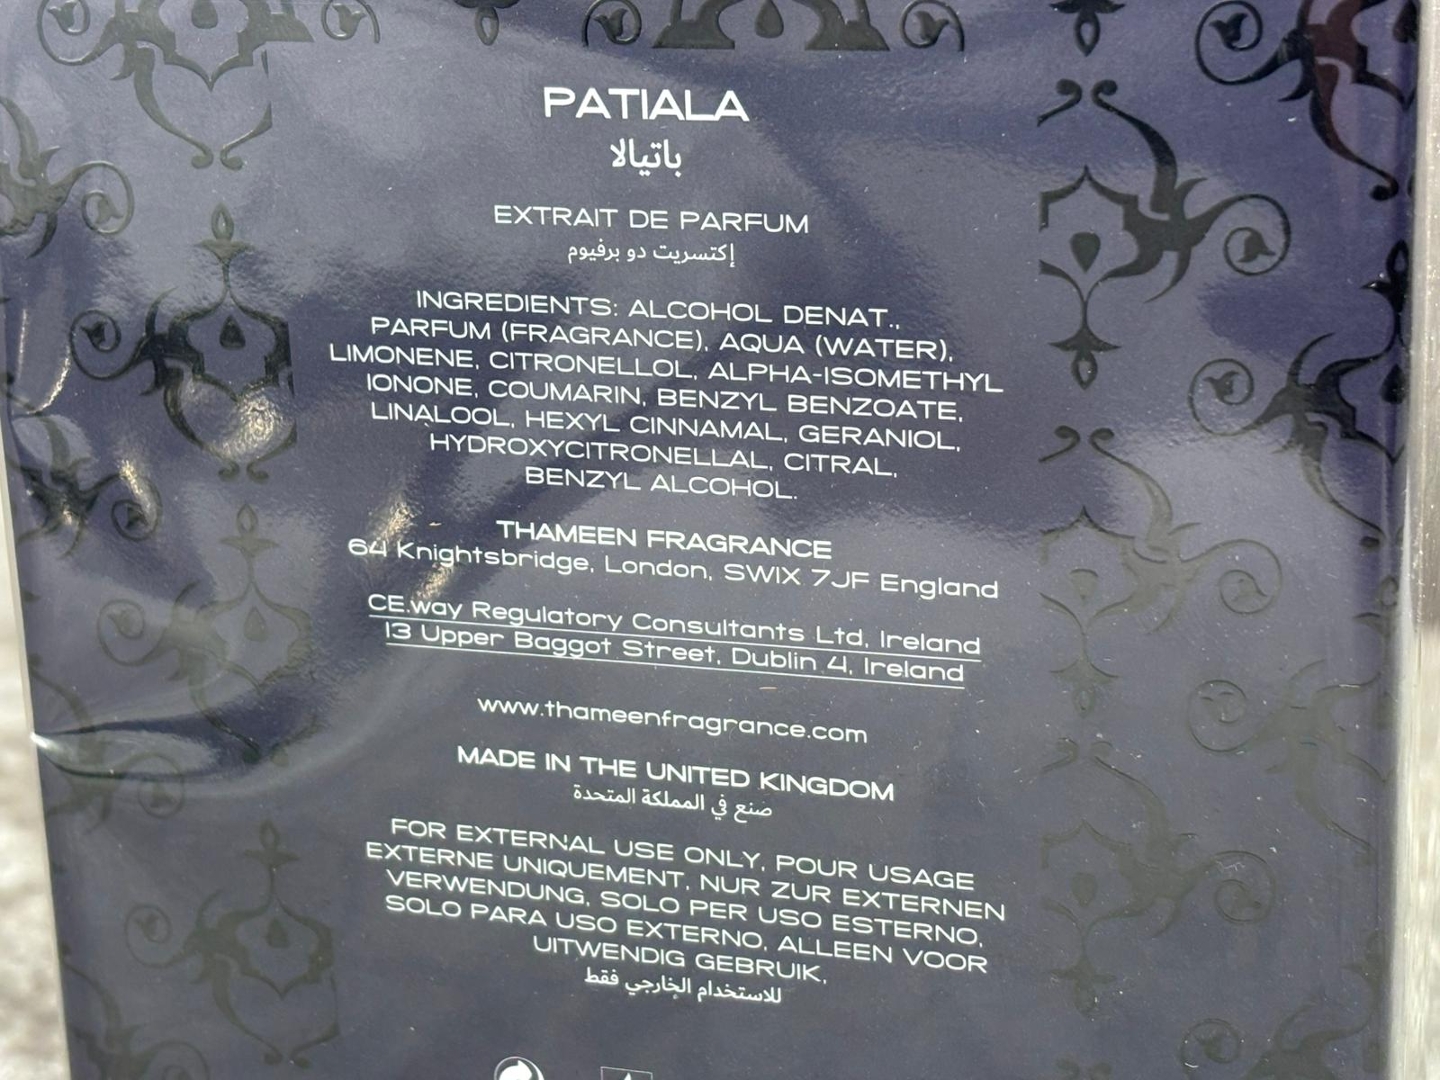 PATIALA
باتيالا
EXTRAIT DE PARFUM
إكتسريت دو برفيوم
INGREDIENTS: ALCOHOL DENAT.,
PARFUM (FRAGRANCE), AQUA (WATER),
LIMONENE, CITRONELLOL, ALPHA-ISOMETHYL
IONONE, COUMARIN, BENZYL BENZOATE,
LINALOOL, HEXYL CINNAMAL, GERANIOL,
HYDROXYCITRONELLAL, CITRAL,
BENZYL ALCOHOL.
THAMEEN FRAGRANCE
64 Knightsbridge, London, SW1X 7JF England
CE.way Regulatory Consultants Ltd, Ireland
13 Upper Baggot Street, Dublin 4, Ireland
www.thameenfragrance.com
MADE IN THE UNITED KINGDOM
صنع في المملكة المتحدة
FOR EXTERNAL USE ONLY, POUR USAGE
EXTERNE UNIQUEMENT, NUR ZUR EXTERNEN
VERWENDUNG, SOLO PER USO ESTERNO,
SOLO PARA USO EXTERNO, ALLEEN VOOR
UITWENDIG GEBRUIK,
للاستخدام الخارجي فقط